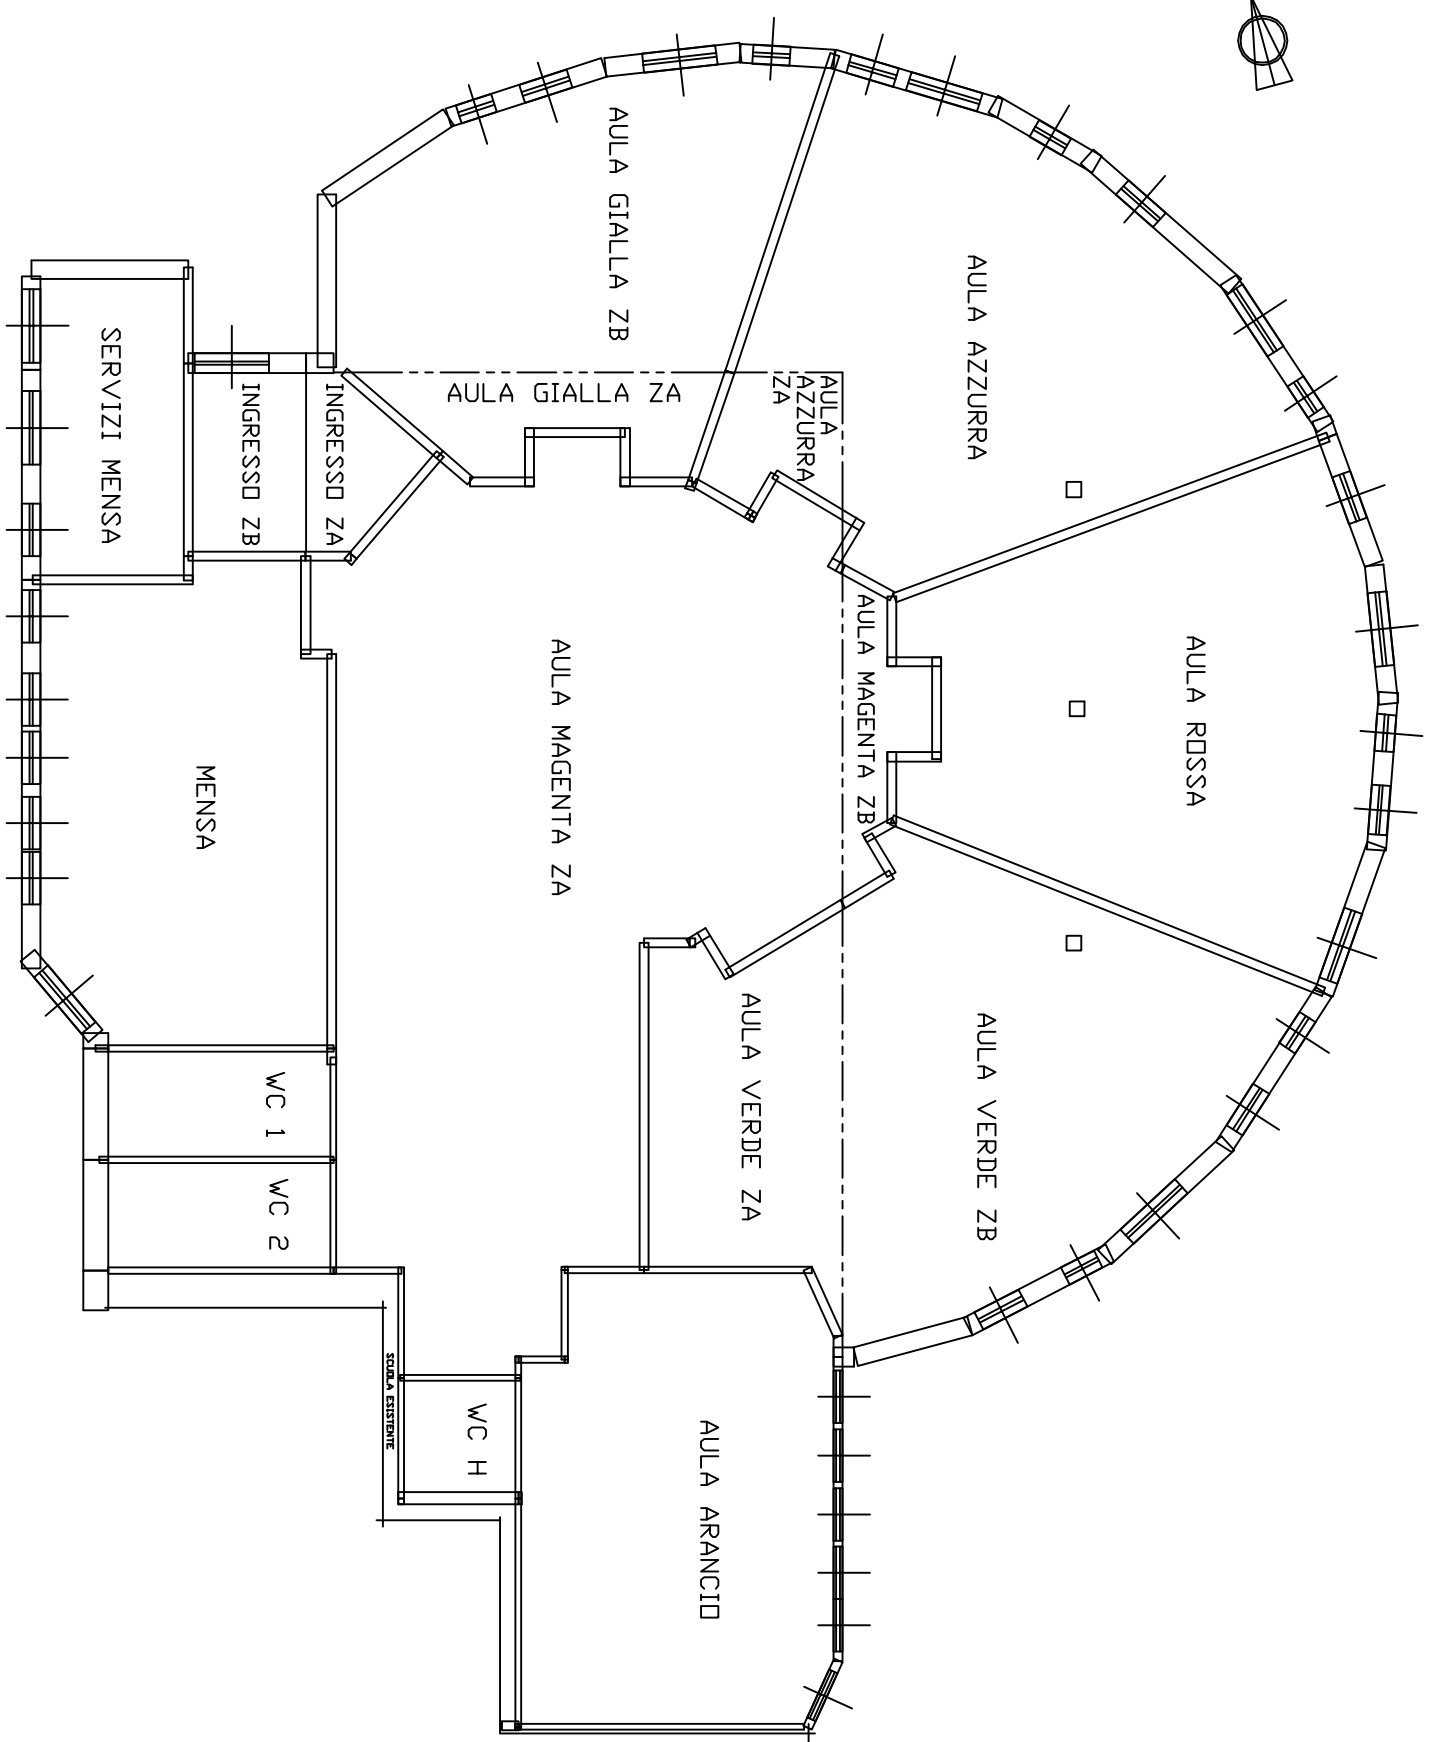 AULA GIALLA ZB
AULA AZZURRA
SERVIZI MENSA
INGRESSO ZB
INGRESSO ZA
AULA GIALLA ZA
AULA
AZZURRA
ZA
AULA MAGENTA ZB
AULA MAGENTA ZA
AULA ROSSA
MENSA
AULA VERDE ZA
AULA VERDE ZB
WC 1
WC 2
SCUOLA ESISTENTE
WC H
AULA ARANCIO